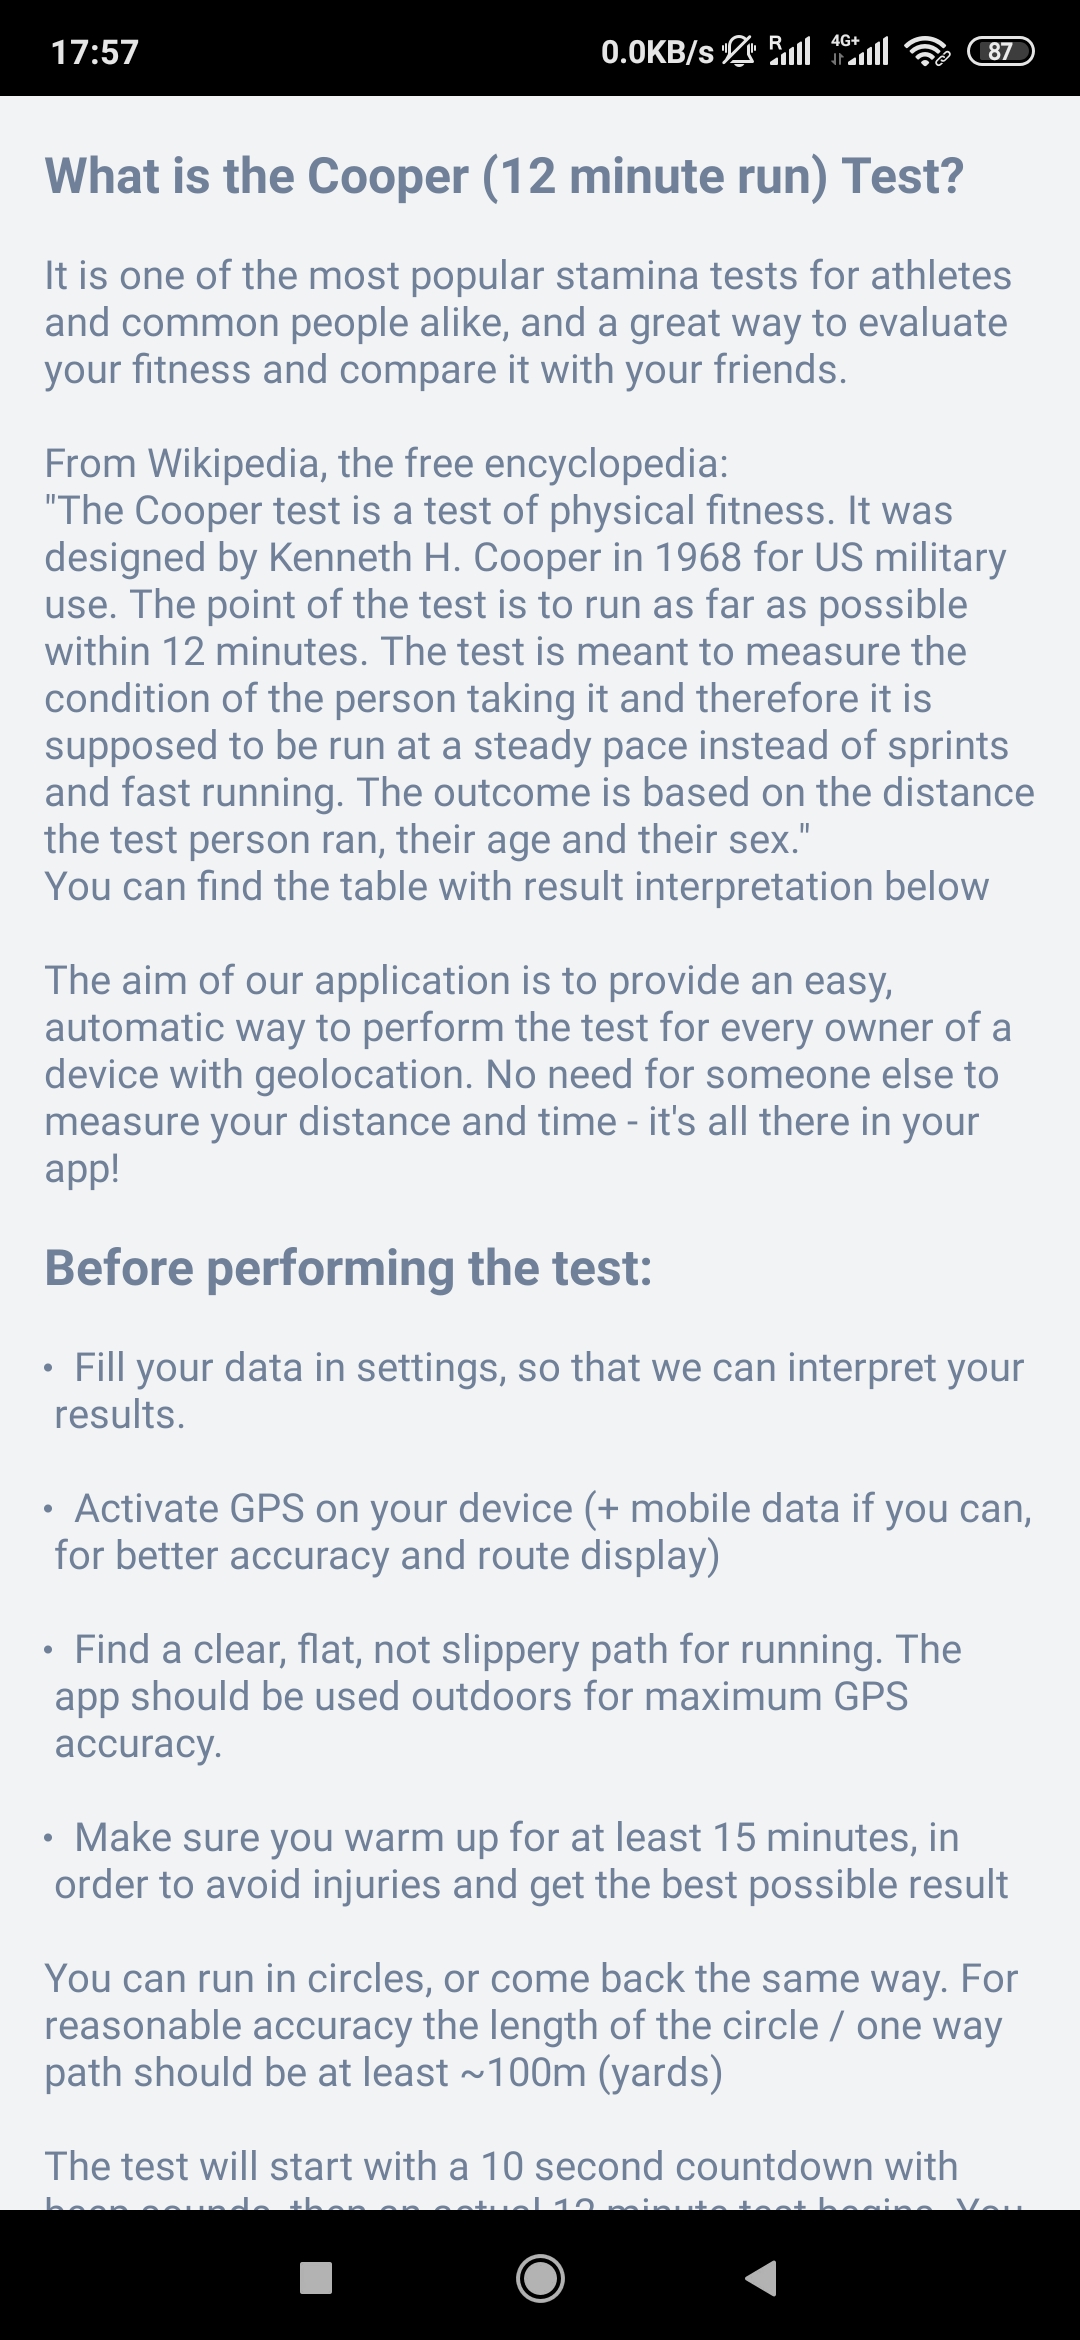 17:57
0.0KB/s R 4G+ 87
What is the Cooper (12 minute run) Test?
It is one of the most popular stamina tests for athletes
and common people alike, and a great way to evaluate
your fitness and compare it with your friends.
From Wikipedia, the free encyclopedia:
"The Cooper test is a test of physical fitness. It was
designed by Kenneth H. Cooper in 1968 for US military
use. The point of the test is to run as far as possible
within 12 minutes. The test is meant to measure the
condition of the person taking it and therefore it is
supposed to be run at a steady pace instead of sprints
and fast running. The outcome is based on the distance
the test person ran, their age and their sex."
You can find the table with result interpretation below
The aim of our application is to provide an easy,
automatic way to perform the test for every owner of a
device with geolocation. No need for someone else to
measure your distance and time - it's all there in your
app!
Before performing the test:
• Fill your data in settings, so that we can interpret your
results.
• Activate GPS on your device (+ mobile data if you can,
for better accuracy and route display)
• Find a clear, flat, not slippery path for running. The
app should be used outdoors for maximum GPS
accuracy.
• Make sure you warm up for at least 15 minutes, in
order to avoid injuries and get the best possible result
You can run in circles, or come back the same way. For
reasonable accuracy the length of the circle / one way
path should be at least ~100m (yards)
The test will start with a 10 second countdown with
beep sounds, then an actual 12 minute test begins. You